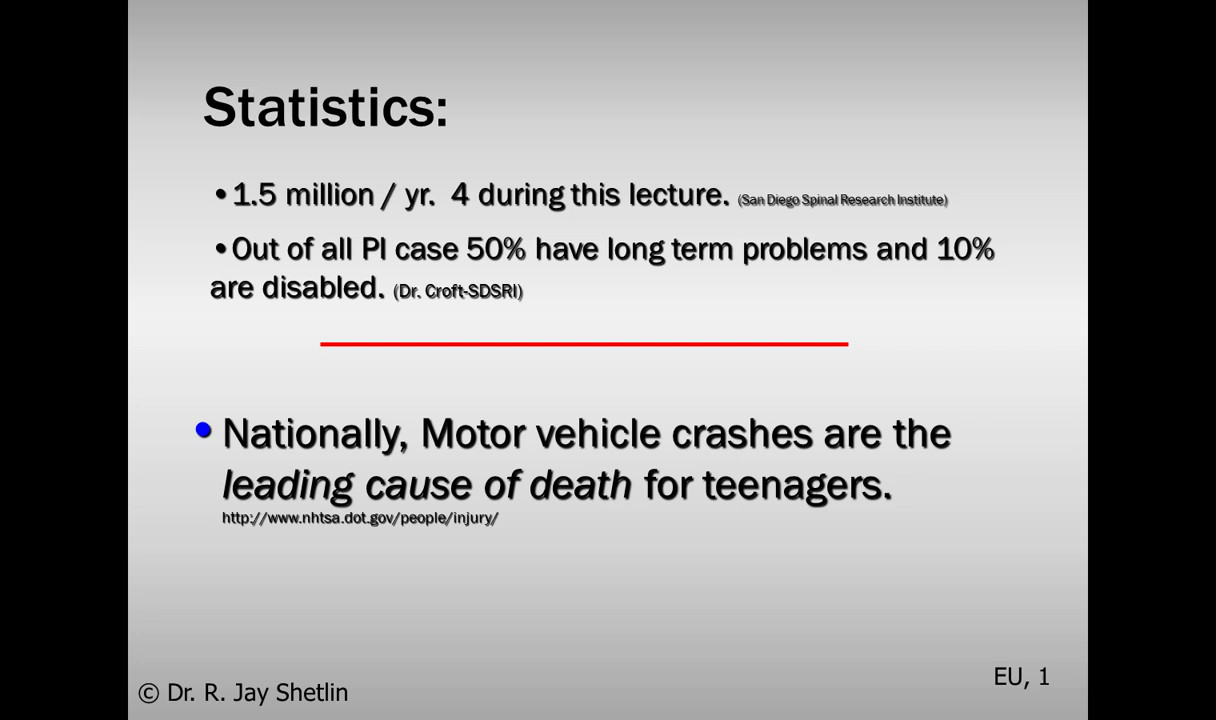 Statistics:
•1.5 million / yr.  4 during this lecture. (San Diego Spinal Research Institute)
•Out of all PI case 50% have long term problems and 10%
are disabled. (Dr. Croft-SDSRI)
• Nationally, Motor vehicle crashes are the
leading cause of death for teenagers.
http://www.nhtsa.dot.gov/people/injury/
EU, 1
© Dr. R. Jay Shetlin